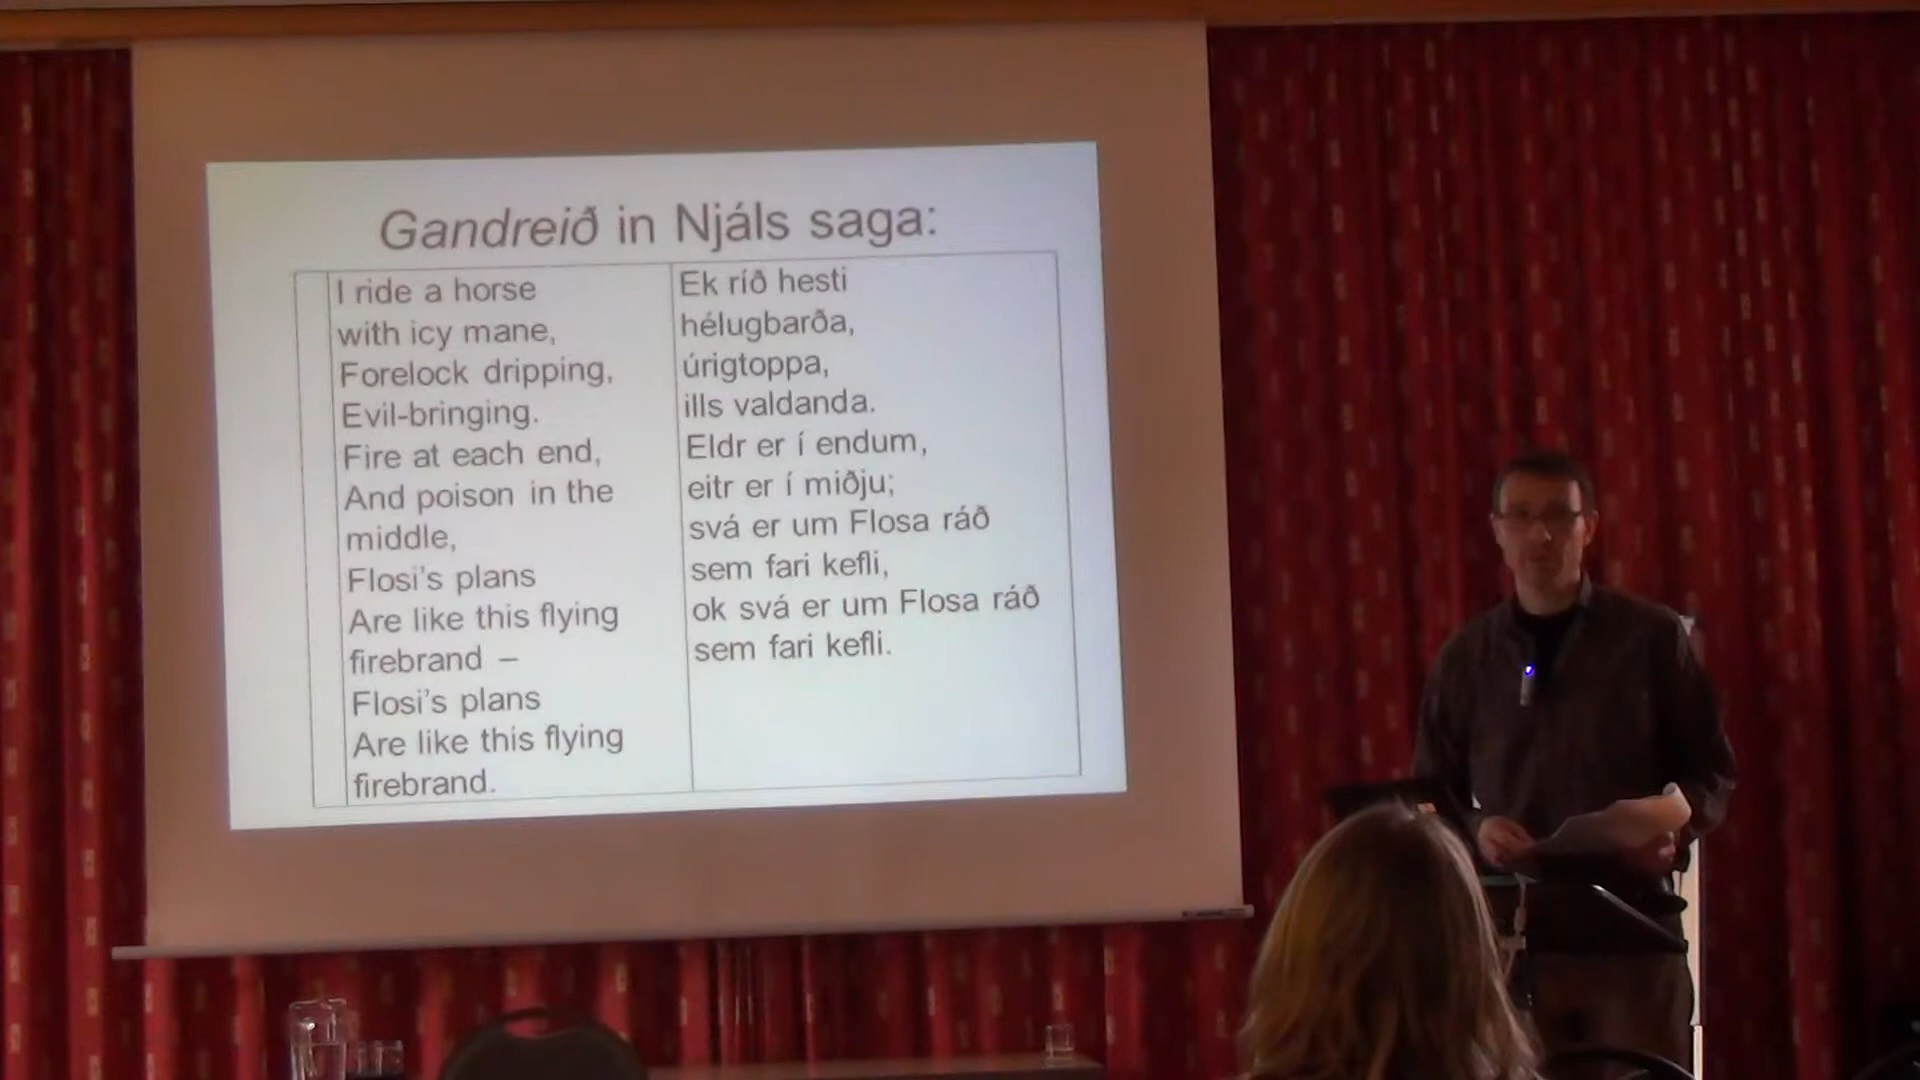 Gandreið in Njáls saga:
I ride a horse
with icy mane,
Forelock dripping,
Evil-bringing.
Fire at each end,
And poison in the
middle,
Flosi's plans
Are like this flying
firebrand –
Flosi's plans
Are like this flying
firebrand.
Ek ríð hesti
hélugbarða,
úrigtoppa,
ills valdanda.
Eldr er í endum,
eitr er í miðju;
svá er um Flosa ráð
sem fari kefli,
ok svá er um Flosa ráð
sem fari kefli.